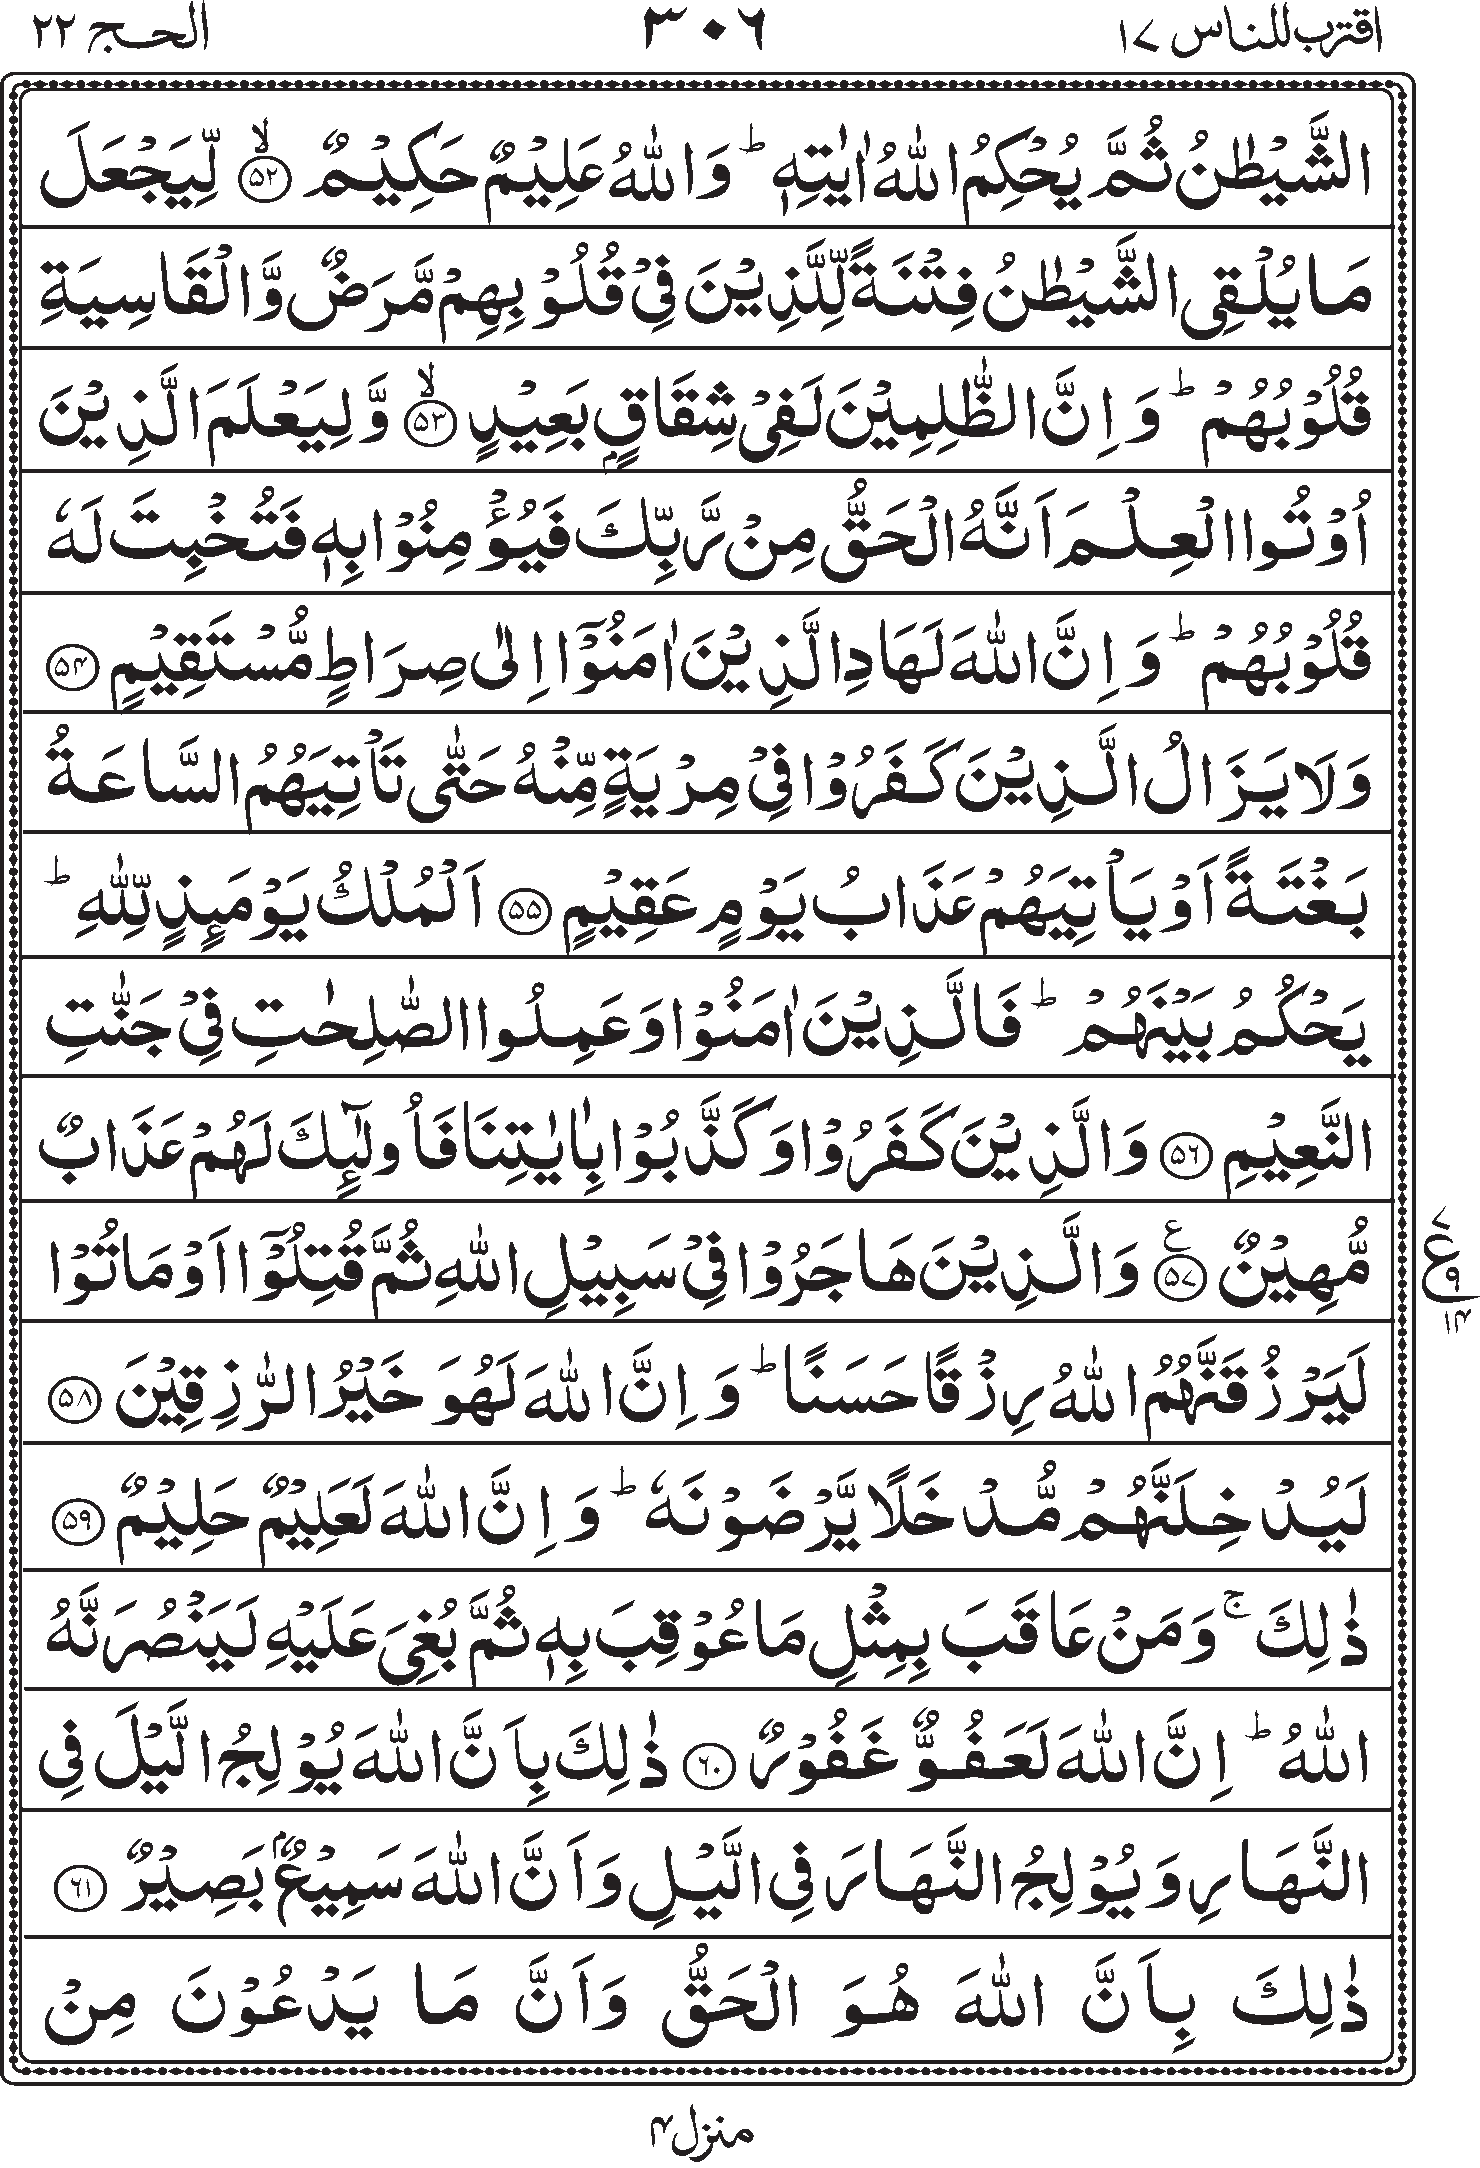 اقترب للناس ١٧
٣٠٦
الحج ٢٢
الشَّيۡطٰنُ ثُمَّ يُحۡكِمُ اللّٰهُ اٰيٰتِهٖ ؕ وَاللّٰهُ عَلِيۡمٌ حَكِيۡمٌ ۙ‏﴿۵۲﴾ لِّيَجۡعَلَ
مَا يُلۡقِى الشَّيۡطٰنُ فِتۡنَةً لِّلَّذِيۡنَ فِىۡ قُلُوۡبِهِمۡ مَّرَضٌ وَّالۡقَاسِيَةِ
قُلُوۡبُهُمۡ ؕ وَاِنَّ الظّٰلِمِيۡنَ لَفِىۡ شِقَاقٍۢ بَعِيۡدٍ ۙ‏﴿۵۳﴾ وَّلِيَعۡلَمَ الَّذِيۡنَ
اُوۡتُوا الۡعِلۡمَ اَنَّهُ الۡحَقُّ مِنۡ رَّبِّكَ فَيُؤۡمِنُوۡا بِهٖ فَتُخۡبِتَ لَهٗ
قُلُوۡبُهُمۡ ؕ وَاِنَّ اللّٰهَ لَهَادِ الَّذِيۡنَ اٰمَنُوۡۤا اِلٰى صِرَاطٍ مُّسۡتَقِيۡمٍ ﴿۵۴﴾
وَلَا يَزَالُ الَّذِيۡنَ كَفَرُوۡا فِىۡ مِرۡيَةٍ مِّنۡهُ حَتّٰى تَاۡتِيَهُمُ السَّاعَةُ
بَغۡتَةً اَوۡ يَاۡتِيَهُمۡ عَذَابُ يَوۡمٍ عَقِيۡمٍ ﴿۵۵﴾ اَلۡمُلۡكُ يَوۡمَٮِٕذٍ لِّلّٰهِ ؕ
يَحۡكُمُ بَيۡنَهُمۡ ؕ فَالَّذِيۡنَ اٰمَنُوۡا وَعَمِلُوا الصّٰلِحٰتِ فِىۡ جَنّٰتِ
النَّعِيۡمِ ﴿۵۶﴾ وَالَّذِيۡنَ كَفَرُوۡا وَكَذَّبُوۡا بِاٰيٰتِنَا فَاُولٰٓٮِٕكَ لَهُمۡ عَذَابٌ
مُّهِيۡنٌ ﴿۵۷﴾ ع وَالَّذِيۡنَ هَاجَرُوۡا فِىۡ سَبِيۡلِ اللّٰهِ ثُمَّ قُتِلُوۡۤا اَوۡ مَاتُوۡا
٧ ع ٩ ١٤
لَيَرۡزُقَنَّهُمُ اللّٰهُ رِزۡقًا حَسَنًا ؕ وَاِنَّ اللّٰهَ لَهُوَ خَيۡرُ الرّٰزِقِيۡنَ ﴿۵۸﴾
لَيُدۡخِلَنَّهُمۡ مُّدۡخَلًا يَّرۡضَوۡنَهٗ ؕ وَاِنَّ اللّٰهَ لَعَلِيۡمٌ حَلِيۡمٌ ﴿۵۹﴾
ذٰلِكَ ۚ وَمَنۡ عَاقَبَ بِمِثۡلِ مَا عُوۡقِبَ بِهٖ ثُمَّ بُغِىَ عَلَيۡهِ لَيَنۡصُرَنَّهُ
اللّٰهُ ؕ اِنَّ اللّٰهَ لَعَفُوٌّ غَفُوۡرٌ ﴿۶۰﴾ ذٰلِكَ بِاَنَّ اللّٰهَ يُوۡلِجُ الَّيۡلَ فِى
النَّهَارِ وَيُوۡلِجُ النَّهَارَ فِى الَّيۡلِ وَاَنَّ اللّٰهَ سَمِيۡعٌۢ بَصِيۡرٌ ﴿۶۱﴾
ذٰلِكَ بِاَنَّ اللّٰهَ هُوَ الۡحَقُّ وَاَنَّ مَا يَدۡعُوۡنَ مِنۡ
منزل ۴